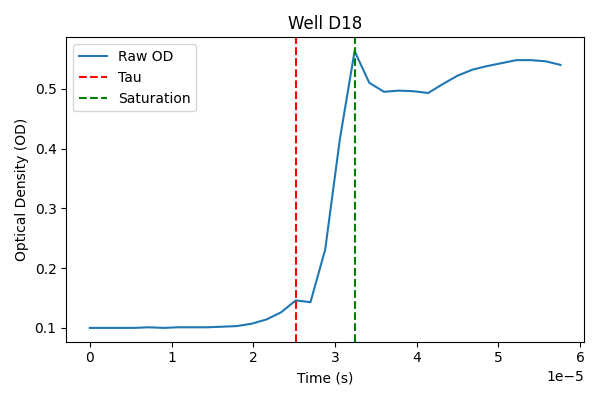 Well D18
Raw OD
Tau
Saturation
Optical Density (OD)
0.5
0.4
0.3
0.2
0.1
0 1 2 3 4 5 6
1e−5
Time (s)